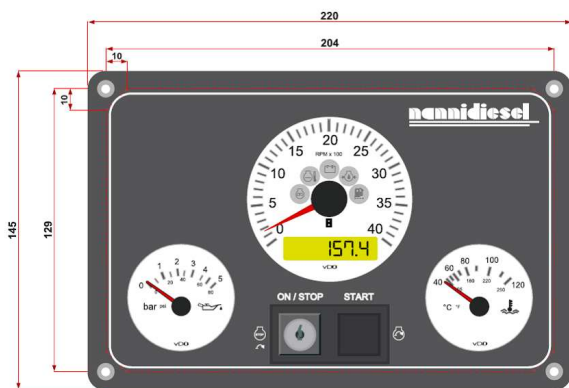 220
204
10
10
145
129
nannidiesel
0 5 10 15 20 25 30 35 40
RPM x 100
157.4
VDO
0 1 2 3 4 5
bar psi
VDO
40 60 80 100 120
°C °F
VDO
ON / STOP START
STOP